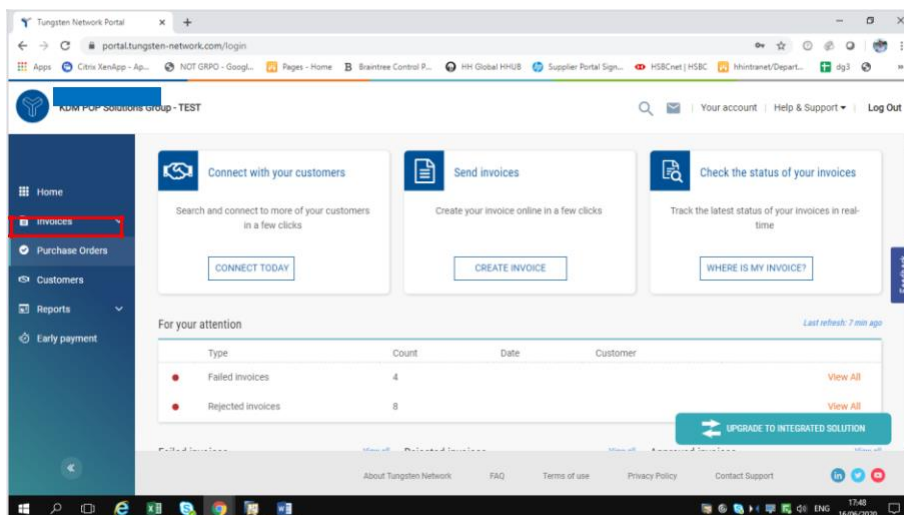 Tungsten Network Portal
portal.tungsten-network.com/login
Apps Citrix XenApp - Ap... NOT GRPO - Googl... Pages - Home Braintree Control P... HH Global HHUB Supplier Portal Sign... HSBCnet | HSBC hhintranet/Depart... dg3
KDM POP Solutions Group - TEST
Your account Help & Support Log Out
Home
Invoices
Purchase Orders
Customers
Reports
Early payment
Connect with your customers
Search and connect to more of your customers
in a few clicks
CONNECT TODAY
Send invoices
Create your invoice online in a few clicks
CREATE INVOICE
Check the status of your invoices
Track the latest status of your invoices in real-
time
WHERE IS MY INVOICE?
Feedback
For your attention
Last refresh: 7 min ago
Type Count Date Customer
Failed invoices 4 View All
Rejected invoices 8 View All
UPGRADE TO INTEGRATED SOLUTION
About Tungsten Network FAQ Terms of use Privacy Policy Contact Support
ENG
17:48
16/06/2020